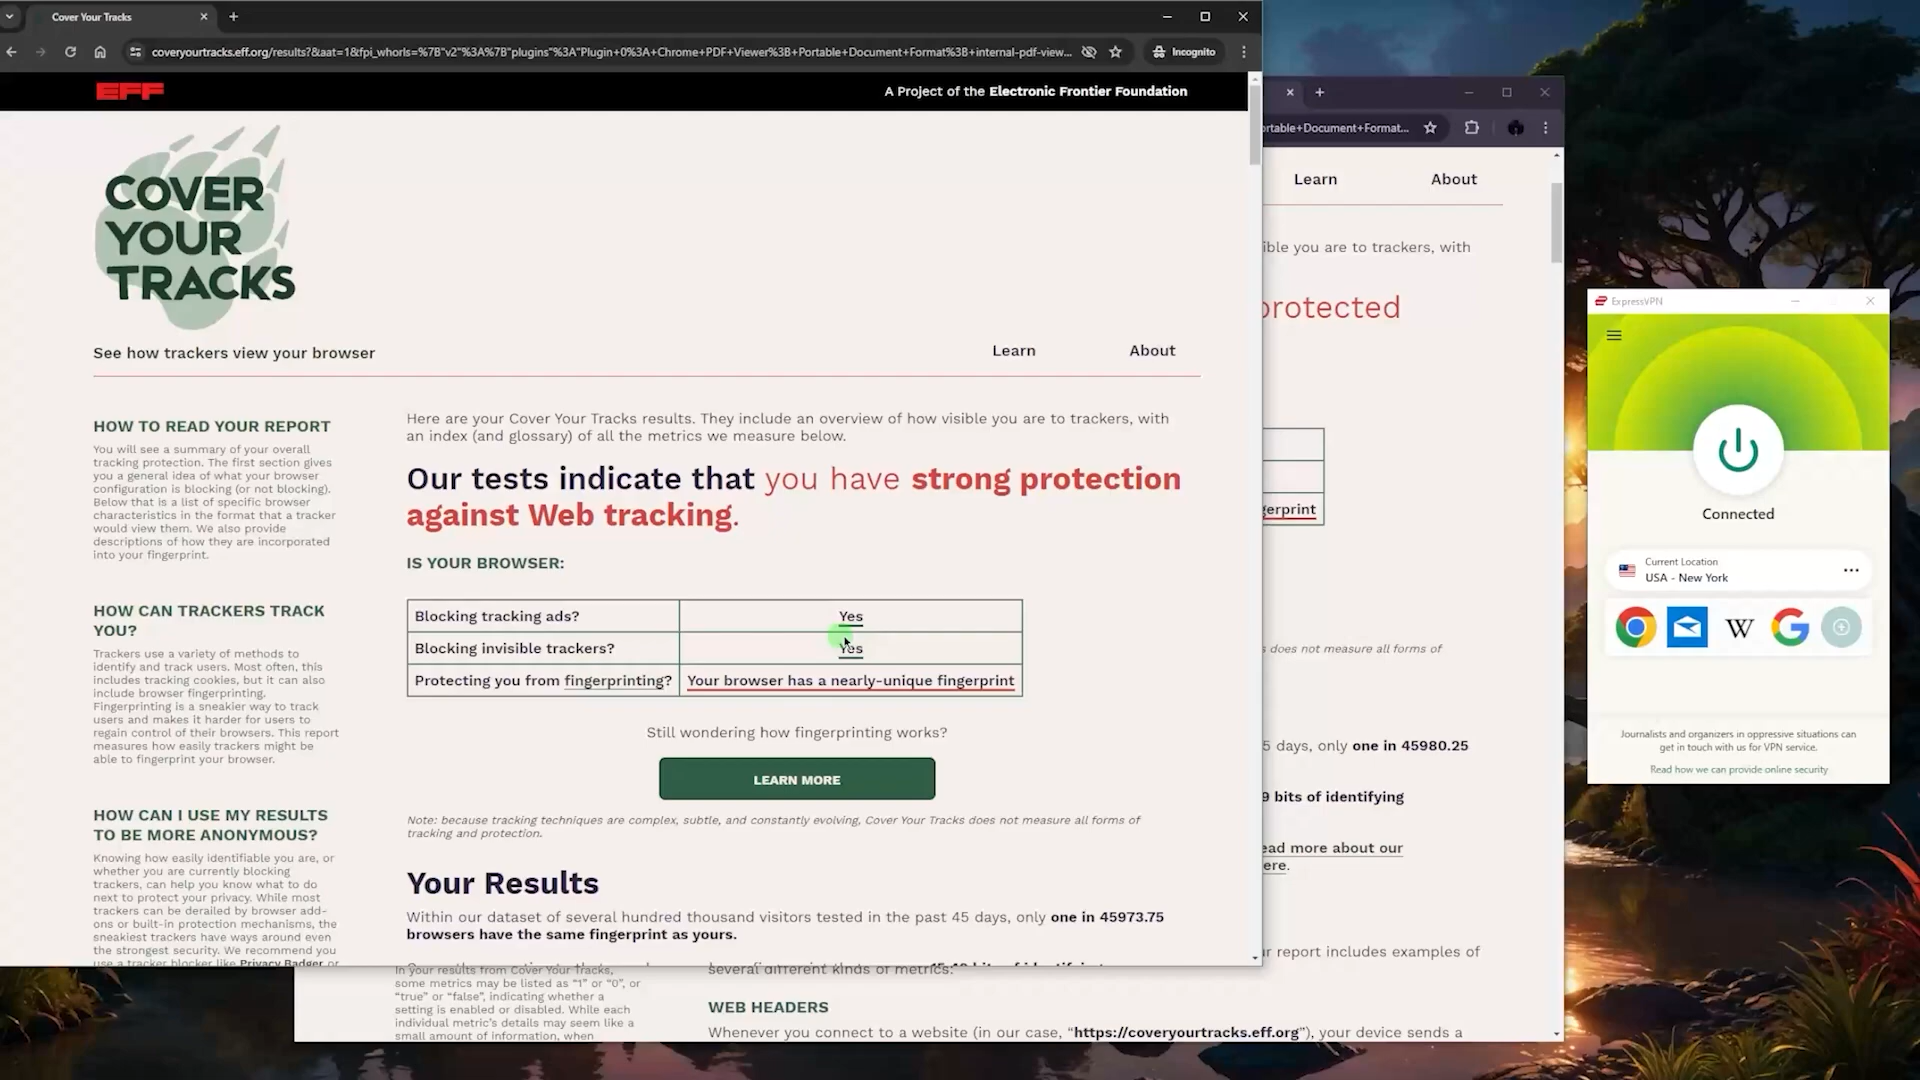 Cover Your Tracks
coveryourtracks.eff.org/results?&aat=1&fpi_whorls=%7B"v2"%3A%7B"plugins"%3A"Plugin+0%3A+Chrome+PDF+Viewer%3B+Portable+Document+Format%3B+internal-pdf-view...
Incognito
EFF
A Project of the Electronic Frontier Foundation
COVER
YOUR
TRACKS
See how trackers view your browser
Learn
About
HOW TO READ YOUR REPORT
You will see a summary of your overall
tracking protection. The first section gives
you a general idea of what your browser
configuration is blocking (or not blocking).
Below that is a list of specific browser
characteristics in the format that a tracker
would view them. We also provide
descriptions of how they are incorporated
into your fingerprint.
HOW CAN TRACKERS TRACK
YOU?
Trackers use a variety of methods to
identify and track users. Most often, this
includes tracking cookies, but it can also
include browser fingerprinting.
Fingerprinting is a sneakier way to track
users and makes it harder for users to
regain control of their browsers. This report
measures how easily trackers might be
able to fingerprint your browser.
HOW CAN I USE MY RESULTS
TO BE MORE ANONYMOUS?
Knowing how easily identifiable you are, or
whether you are currently blocking
trackers, can help you know what to do
next to protect your privacy. While most
trackers can be derailed by browser add-
ons or built-in protection mechanisms, the
sneakiest trackers have ways around even
the strongest security. We recommend you
use a tracker blocker like Privacy Badger or
Here are your Cover Your Tracks results. They include an overview of how visible you are to trackers, with
an index (and glossary) of all the metrics we measure below.
Our tests indicate that you have strong protection
against Web tracking.
IS YOUR BROWSER:
Blocking tracking ads? Yes
Blocking invisible trackers? Yes
Protecting you from fingerprinting? Your browser has a nearly-unique fingerprint
Still wondering how fingerprinting works?
LEARN MORE
Note: because tracking techniques are complex, subtle, and constantly evolving, Cover Your Tracks does not measure all forms of
tracking and protection.
Your Results
Within our dataset of several hundred thousand visitors tested in the past 45 days, only one in 45973.75
browsers have the same fingerprint as yours.
ortable+Document+Format...
Learn
About
ible you are to trackers, with
protected
gerprint
s does not measure all forms of
5 days, only one in 45980.25
9 bits of identifying
ead more about our
ere.
ur report includes examples of
several different kinds of metrics:
In your results from Cover Your Tracks,
some metrics may be listed as "1" or "0", or
"true" or "false", indicating whether a
setting is enabled or disabled. While each
individual metric's details may seem like a
small amount of information, when
WEB HEADERS
Whenever you connect to a website (in our case, "https://coveryourtracks.eff.org"), your device sends a
ExpressVPN
Connected
Current Location
USA - New York
W
G
Journalists and organizers in oppressive situations can
get in touch with us for VPN service.
Read how we can provide online security